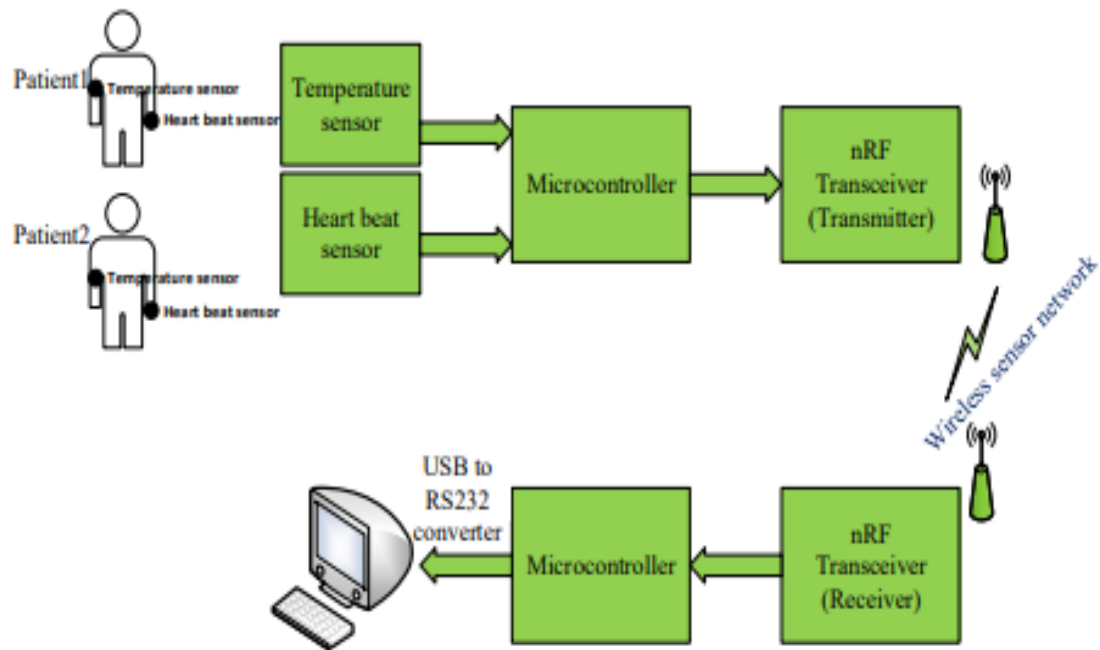 Patient1
Temperature sensor
Heart beat sensor
Temperature
sensor
Microcontroller
nRF
Transceiver
(Transmitter)
Patient2
Temperature sensor
Heart beat sensor
Heart beat
sensor
Wireless sensor network
USB to
RS232
converter
Microcontroller
nRF
Transceiver
(Receiver)